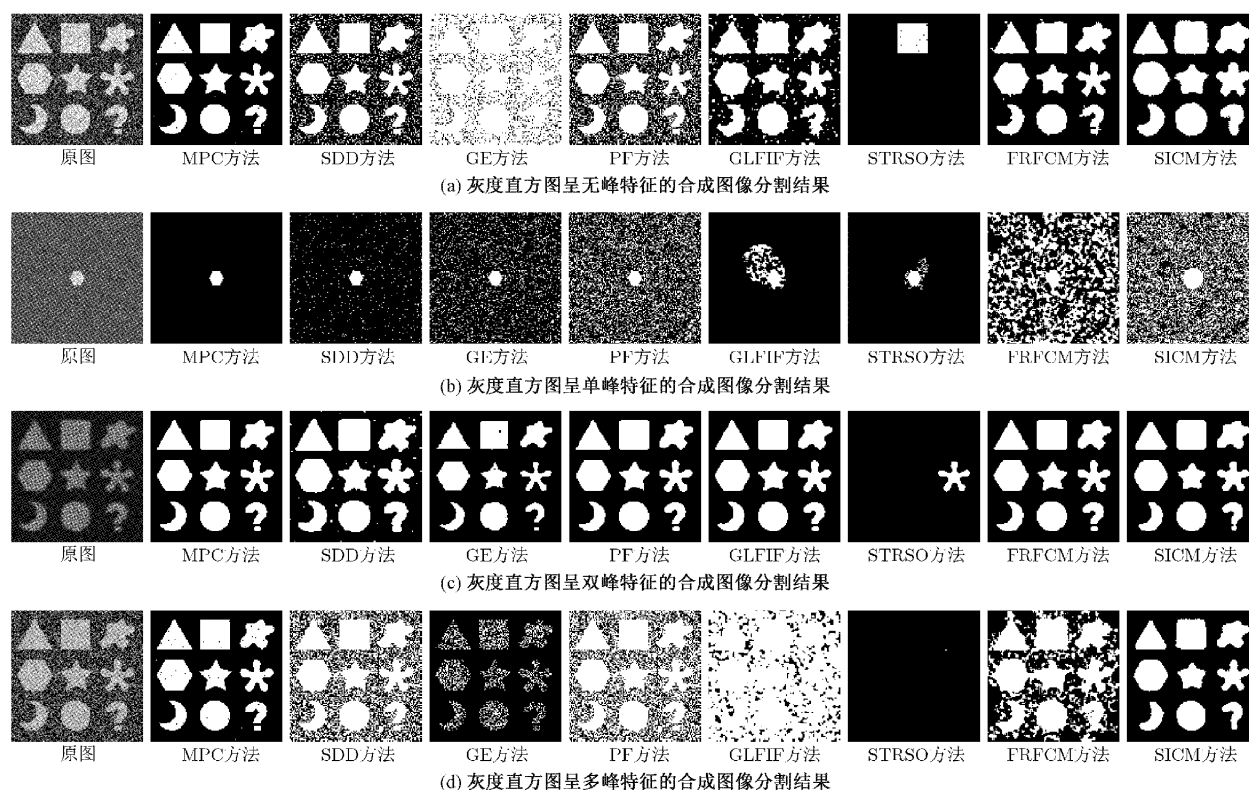 原图 MPC方法 SDD方法 GE方法 PF方法 GLFIF方法 STRSO方法 FRFCM方法 SICM方法
(a) 灰度直方图呈无峰特征的合成图像分割结果
原图 MPC方法 SDD方法 GE方法 PF方法 GLFIF方法 STRSO方法 FRFCM方法 SICM方法
(b) 灰度直方图呈单峰特征的合成图像分割结果
原图 MPC方法 SDD方法 GE方法 PF方法 GLFIF方法 STRSO方法 FRFCM方法 SICM方法
(c) 灰度直方图呈双峰特征的合成图像分割结果
原图 MPC方法 SDD方法 GE方法 PF方法 GLFIF方法 STRSO方法 FRFCM方法 SICM方法
(d) 灰度直方图呈多峰特征的合成图像分割结果